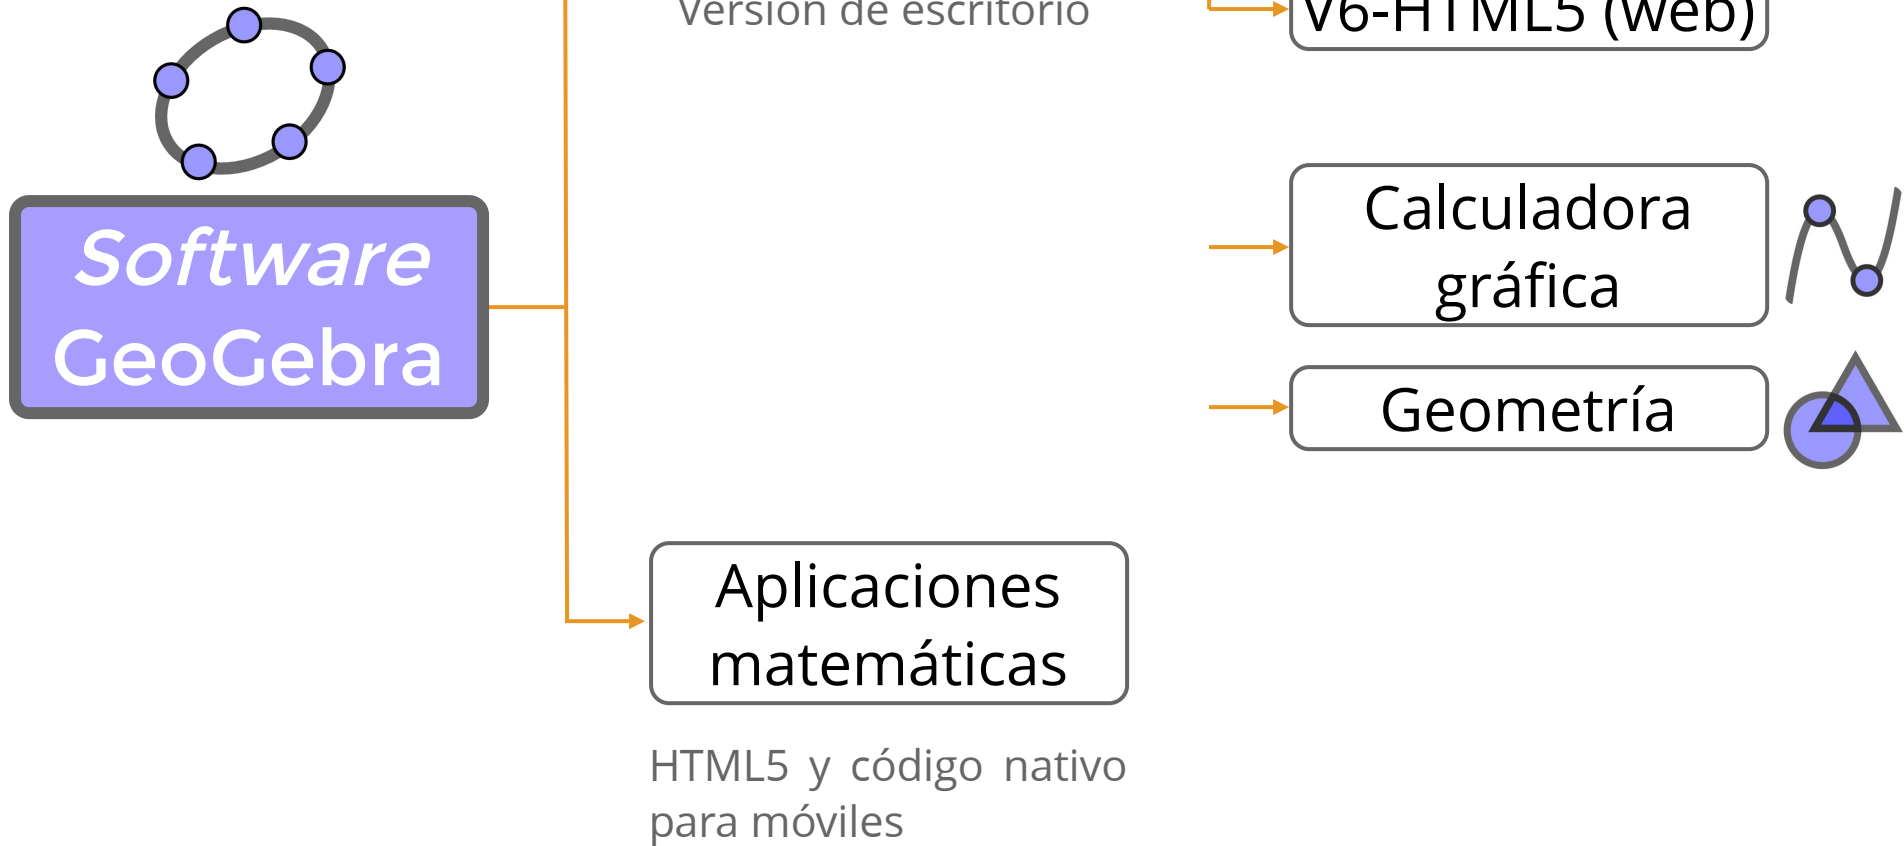 Versión de escritorio
V6-HTML5 (web)
Software
GeoGebra
Calculadora
gráfica
Geometría
Aplicaciones
matemáticas
HTML5 y código nativo
para móviles